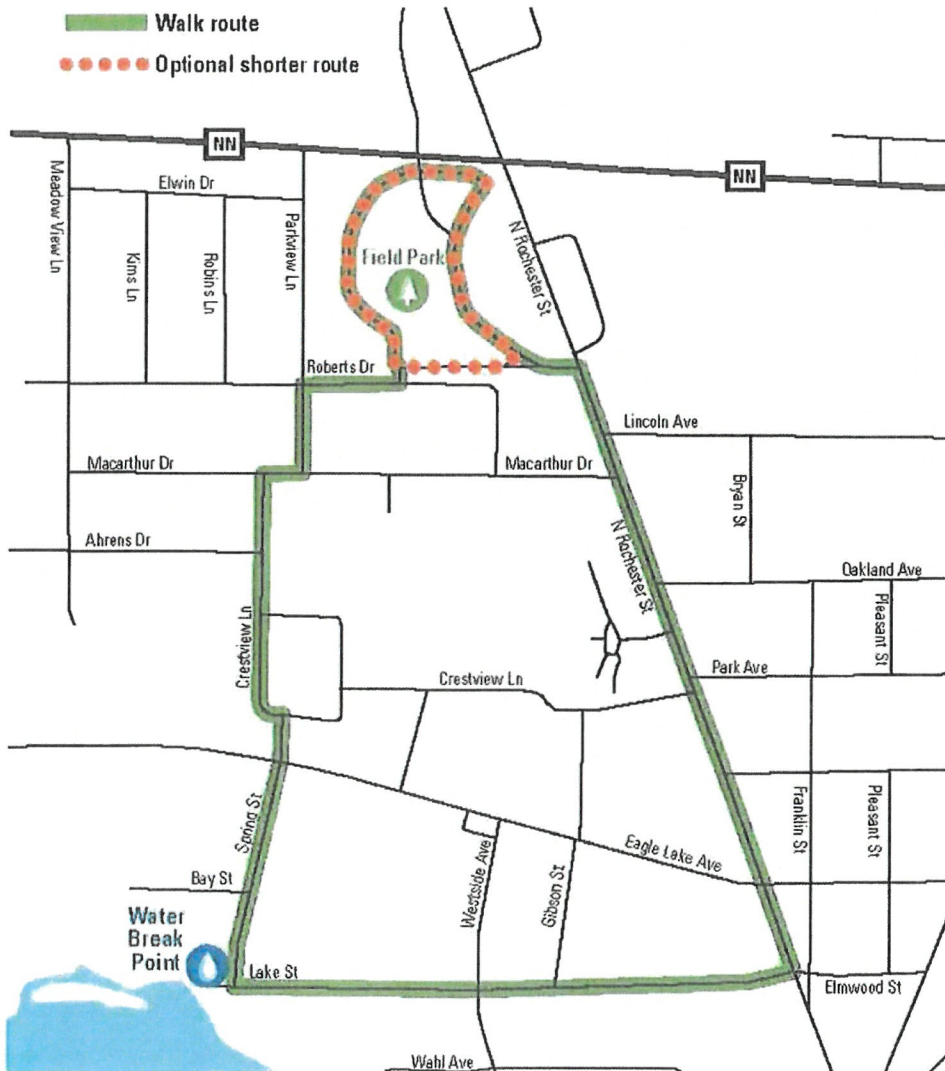 Walk route
Optional shorter route
NN
NN
Meadow View Ln
Elwin Dr
Kims Ln
Robins Ln
Parkview Ln
Field Park
N Rochester St
Roberts Dr
Lincoln Ave
Macarthur Dr
Macarthur Dr
Bryan St
N Rochester St
Ahrens Dr
Oakland Ave
Pleasant St
Crestview Ln
Crestview Ln
Park Ave
Spring St
Franklin St
Pleasant St
Eagle Lake Ave
Westside Ave
Gibson St
Bay St
Water
Break
Point
Lake St
Elmwood St
Wahl Ave